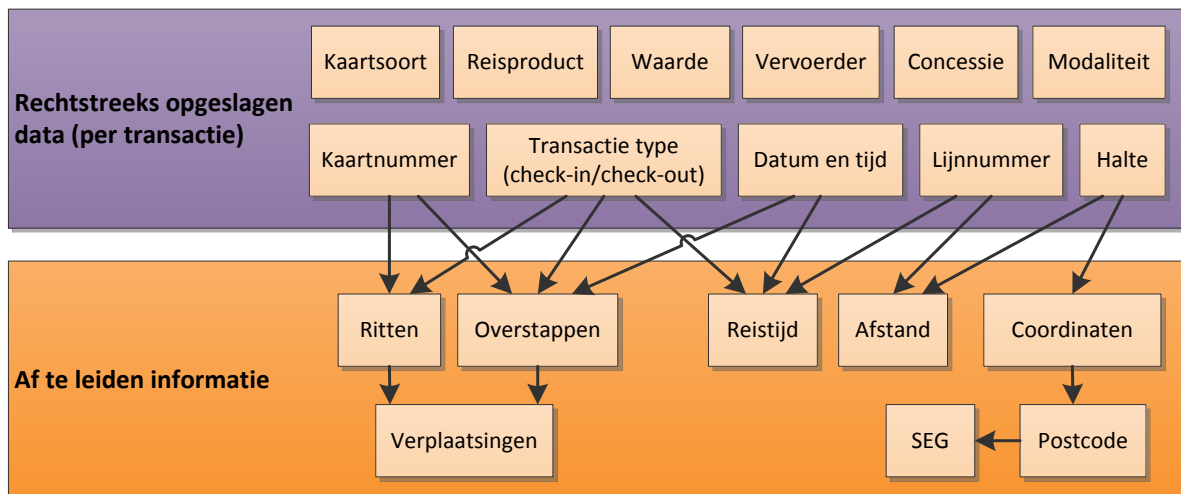 Kaartsoort
Reisproduct
Waarde
Vervoerder
Concessie
Modaliteit
Rechtstreeks opgeslagen
data (per transactie)
Kaartnummer
Transactie type
(check-in/check-out)
Datum en tijd
Lijnnummer
Halte
Ritten
Overstappen
Reistijd
Afstand
Coordinaten
Af te leiden informatie
Verplaatsingen
SEG
Postcode